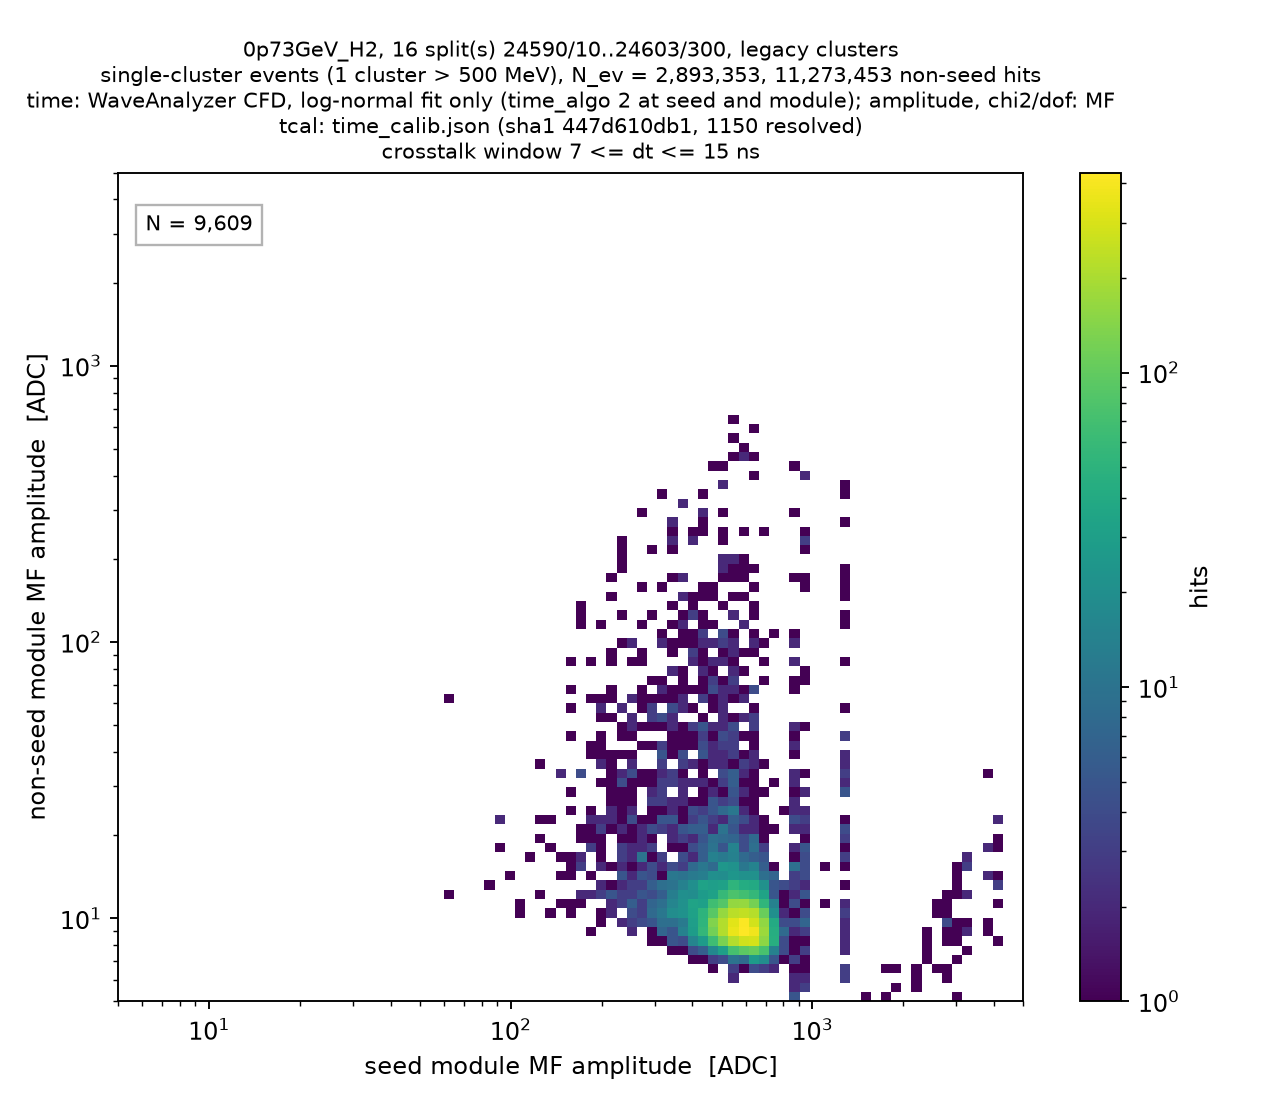 0p73GeV_H2, 16 split(s) 24590/10..24603/300, legacy clusters
single-cluster events (1 cluster > 500 MeV), N_ev = 2,893,353, 11,273,453 non-seed hits
time: WaveAnalyzer CFD, log-normal fit only (time_algo 2 at seed and module); amplitude, chi2/dof: MF
tcal: time_calib.json (sha1 447d610db1, 1150 resolved)
crosstalk window 7 <= dt <= 15 ns
N = 9,609
non-seed module MF amplitude [ADC]
10³
10²
10¹
10¹
10²
10³
seed module MF amplitude [ADC]
10²
10¹
10⁰
hits